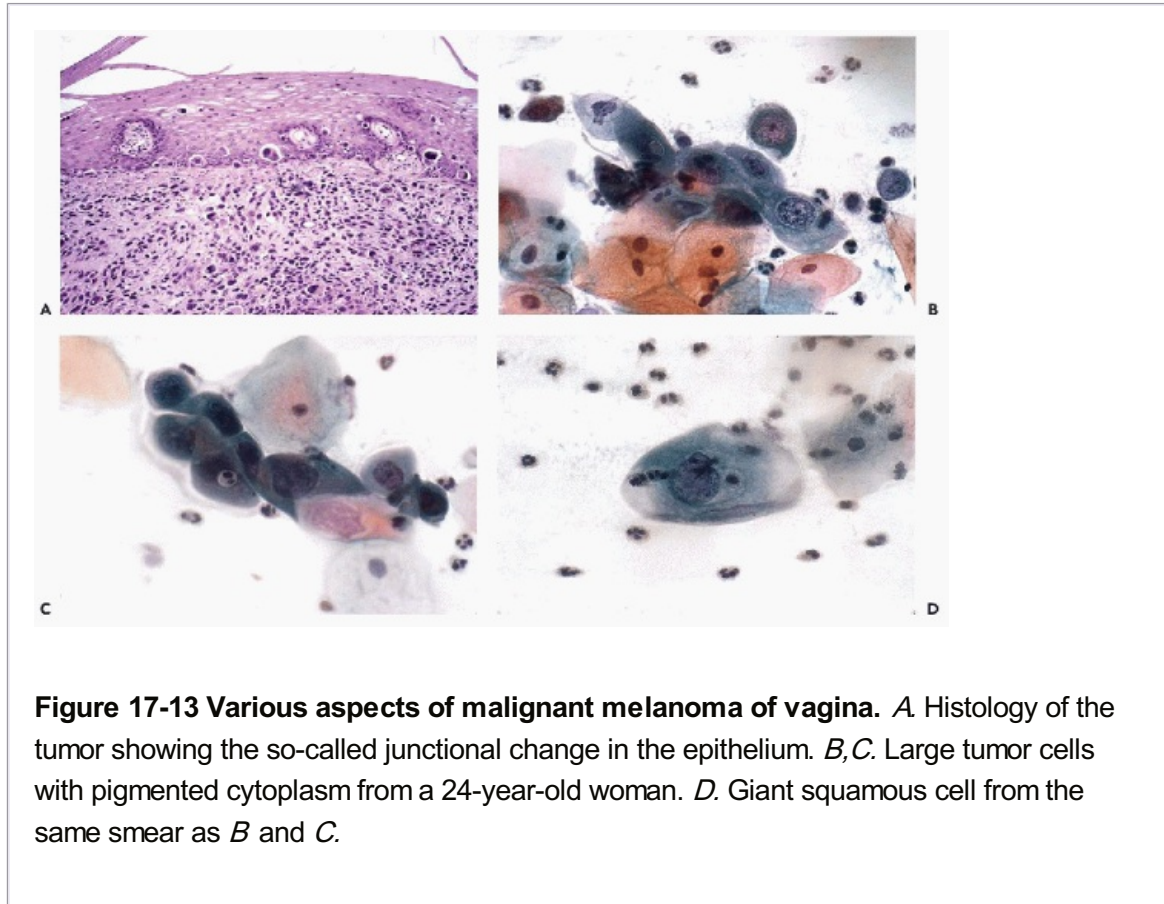 A
B
C
D
Figure 17-13 Various aspects of malignant melanoma of vagina. A. Histology of the
tumor showing the so-called junctional change in the epithelium. B,C. Large tumor cells
with pigmented cytoplasm from a 24-year-old woman. D. Giant squamous cell from the
same smear as B and C.